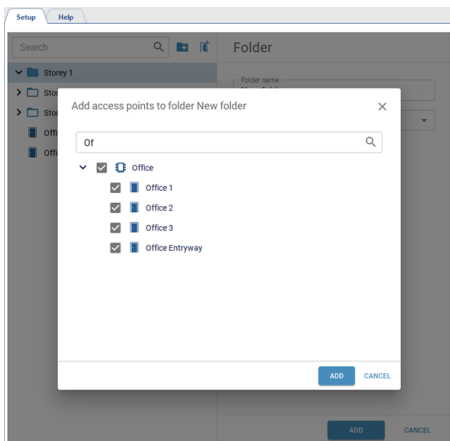 Setup
Help
Search
Folder
Storey 1
Folder name
Add access points to folder New folder
Of
Office
Office 1
Office 2
Office 3
Office Entryway
ADD
CANCEL
ADD
CANCEL